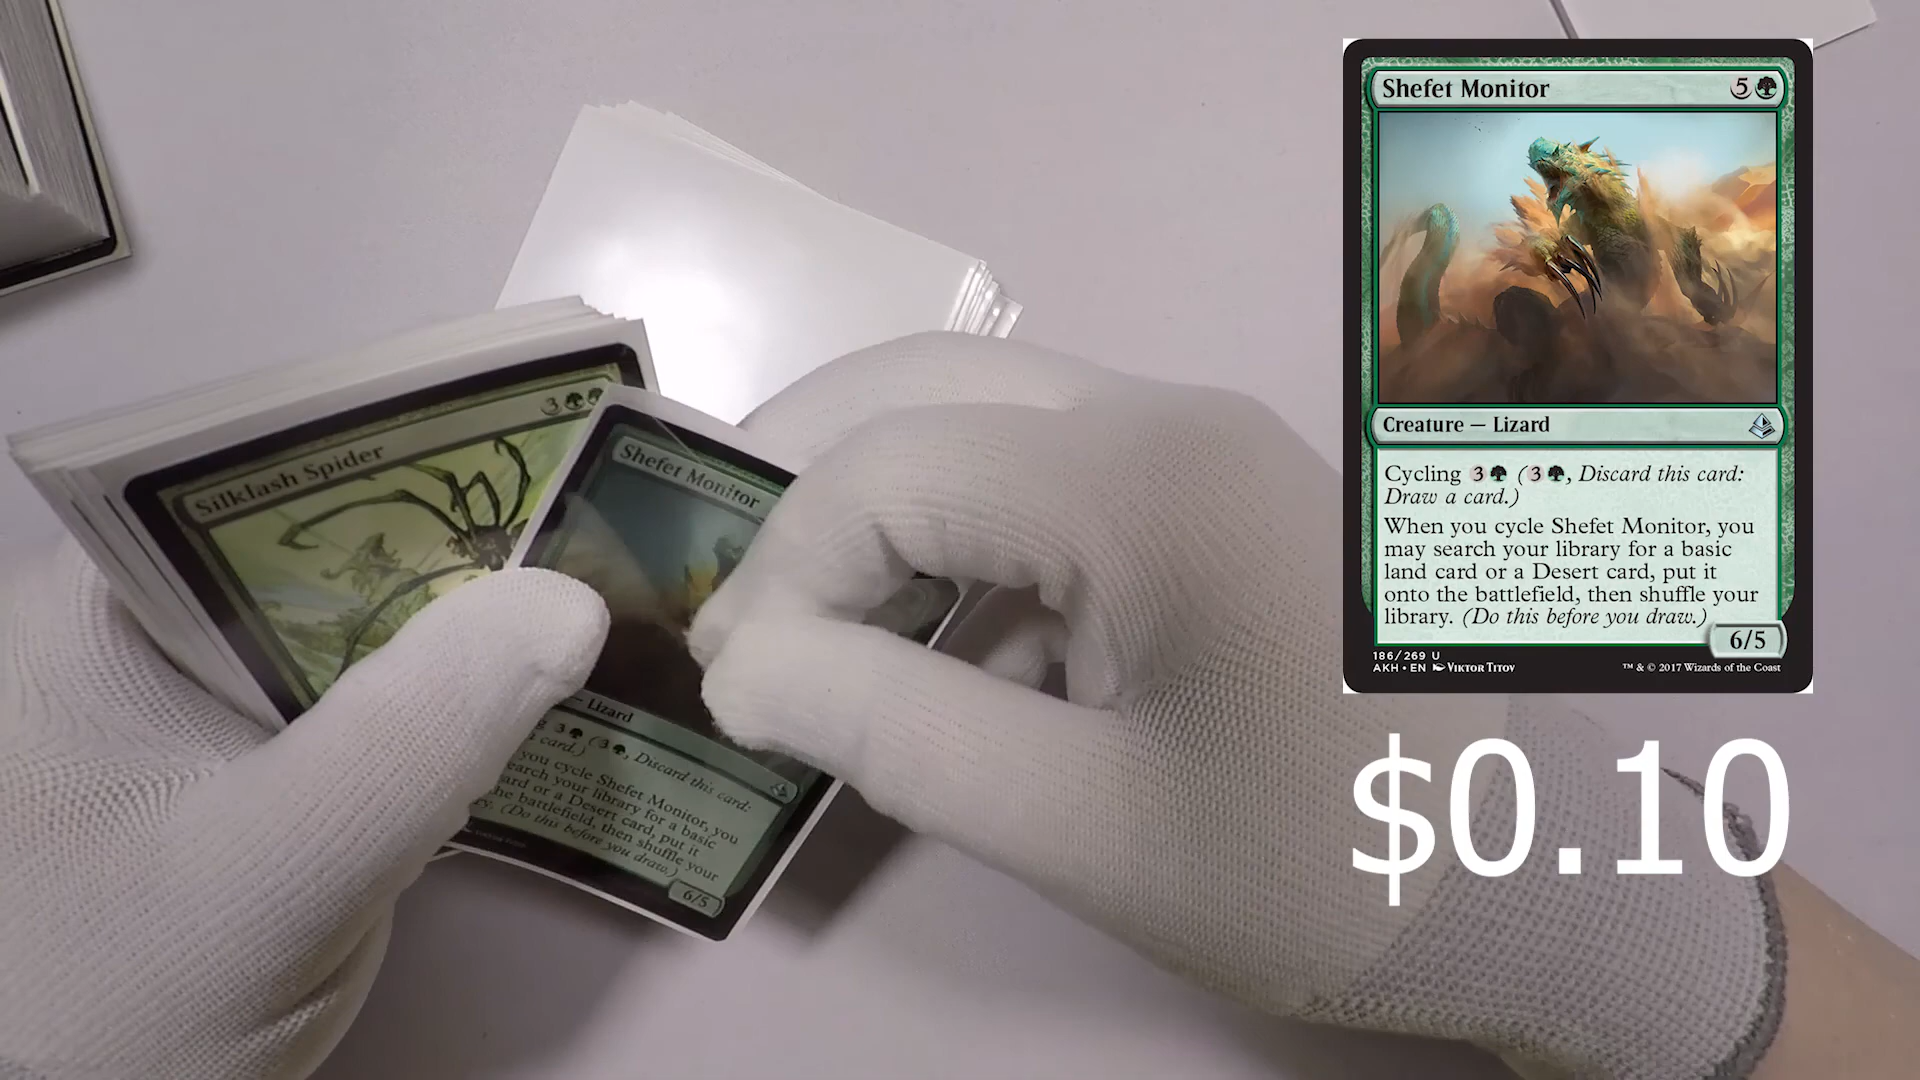 Silklash Spider
3
Shefet Monitor
— Lizard
3 (3 , Discard this card:
a card.)
you cycle Shefet Monitor, you
search your library for a basic
card or a Desert card, put it
the battlefield, then shuffle your
(Do this before you draw.)
6/5
Shefet Monitor 5
Creature — Lizard
Cycling 3 (3 , Discard this card:
Draw a card.)
When you cycle Shefet Monitor, you
may search your library for a basic
land card or a Desert card, put it
onto the battlefield, then shuffle your
library. (Do this before you draw.)
6/5
186/269 U
AKH • EN VIKTOR TITOV
™ & © 2017 Wizards of the Coast
$0.10